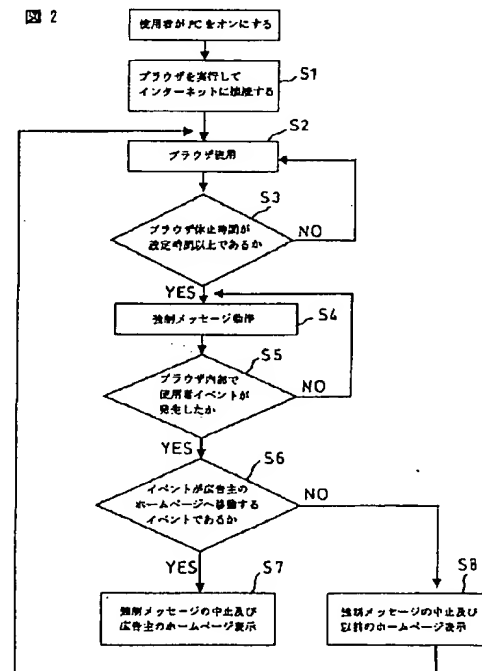 図 2
使用者がPCをオンにする
ブラウザを実行して
インターネットに接続する
S1
S2
ブラウザ使用
S3
ブラウザ休止時間が
設定時間以上であるか
NO
YES
強制メッセージ
S4
S5
ブラウザ内部で
使用者イベントが
発生したか
NO
YES
S6
イベントが広告主の
ホームページへ移動する
イベントであるか
NO
YES
S7
強制メッセージの中止及び
広告主のホームページ表示
S8
強制メッセージの中止及び
以前のホームページ表示